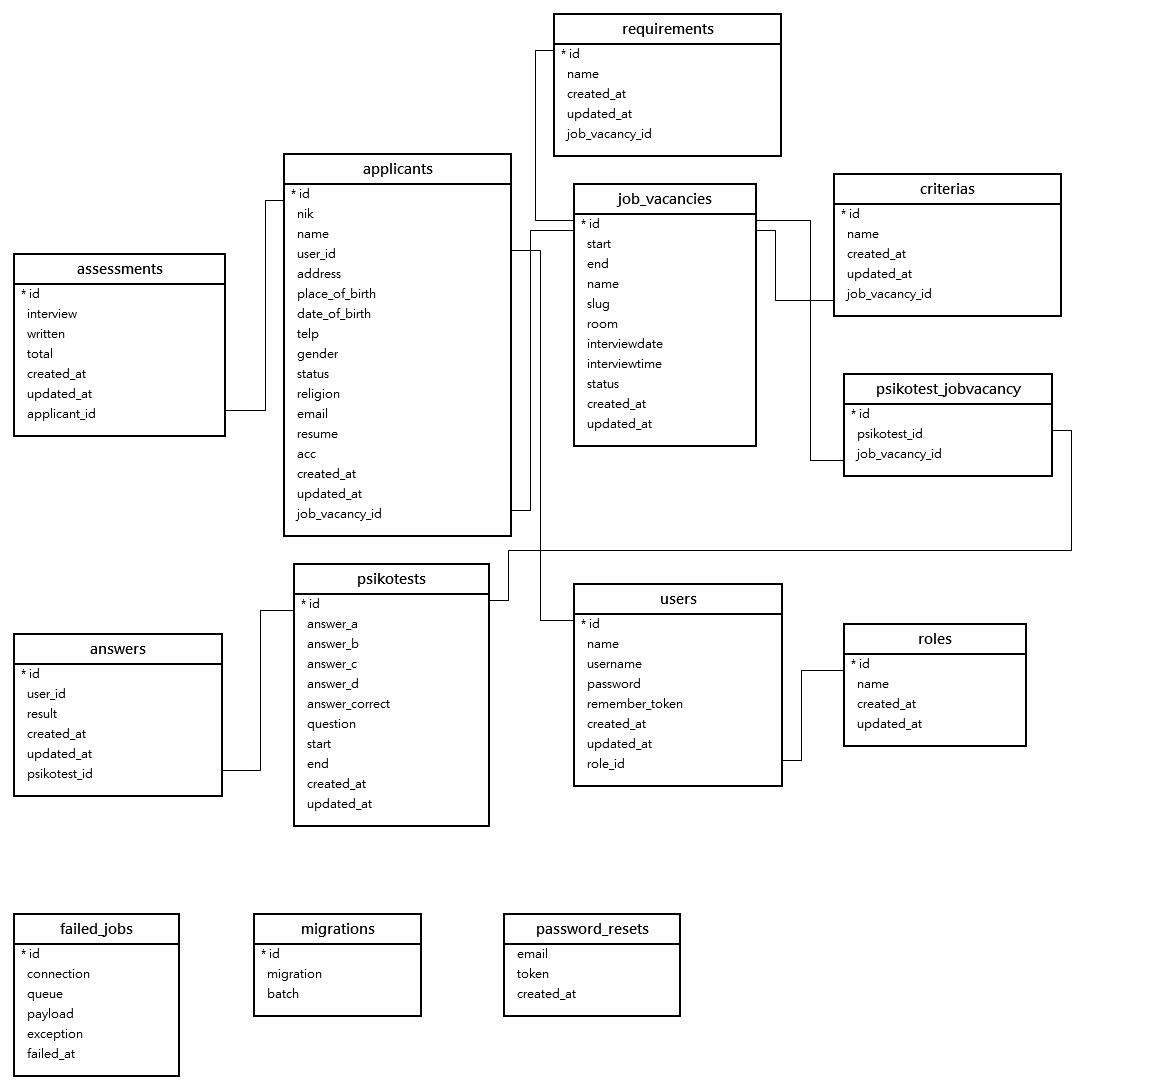 requirements
* id
name
created_at
updated_at
job_vacancy_id
applicants
* id
nik
name
user_id
address
place_of_birth
date_of_birth
telp
gender
status
religion
email
resume
acc
created_at
updated_at
job_vacancy_id
job_vacancies
* id
start
end
name
slug
room
interviewdate
interviewtime
status
created_at
updated_at
criterias
* id
name
created_at
updated_at
job_vacancy_id
assessments
* id
interview
written
total
created_at
updated_at
applicant_id
psikotest_jobvacancy
* id
psikotest_id
job_vacancy_id
psikotests
* id
answer_a
answer_b
answer_c
answer_d
answer_correct
question
start
end
created_at
updated_at
users
* id
name
username
password
remember_token
created_at
updated_at
role_id
roles
* id
name
created_at
updated_at
answers
* id
user_id
result
created_at
updated_at
psikotest_id
failed_jobs
* id
connection
queue
payload
exception
failed_at
migrations
* id
migration
batch
password_resets
email
token
created_at